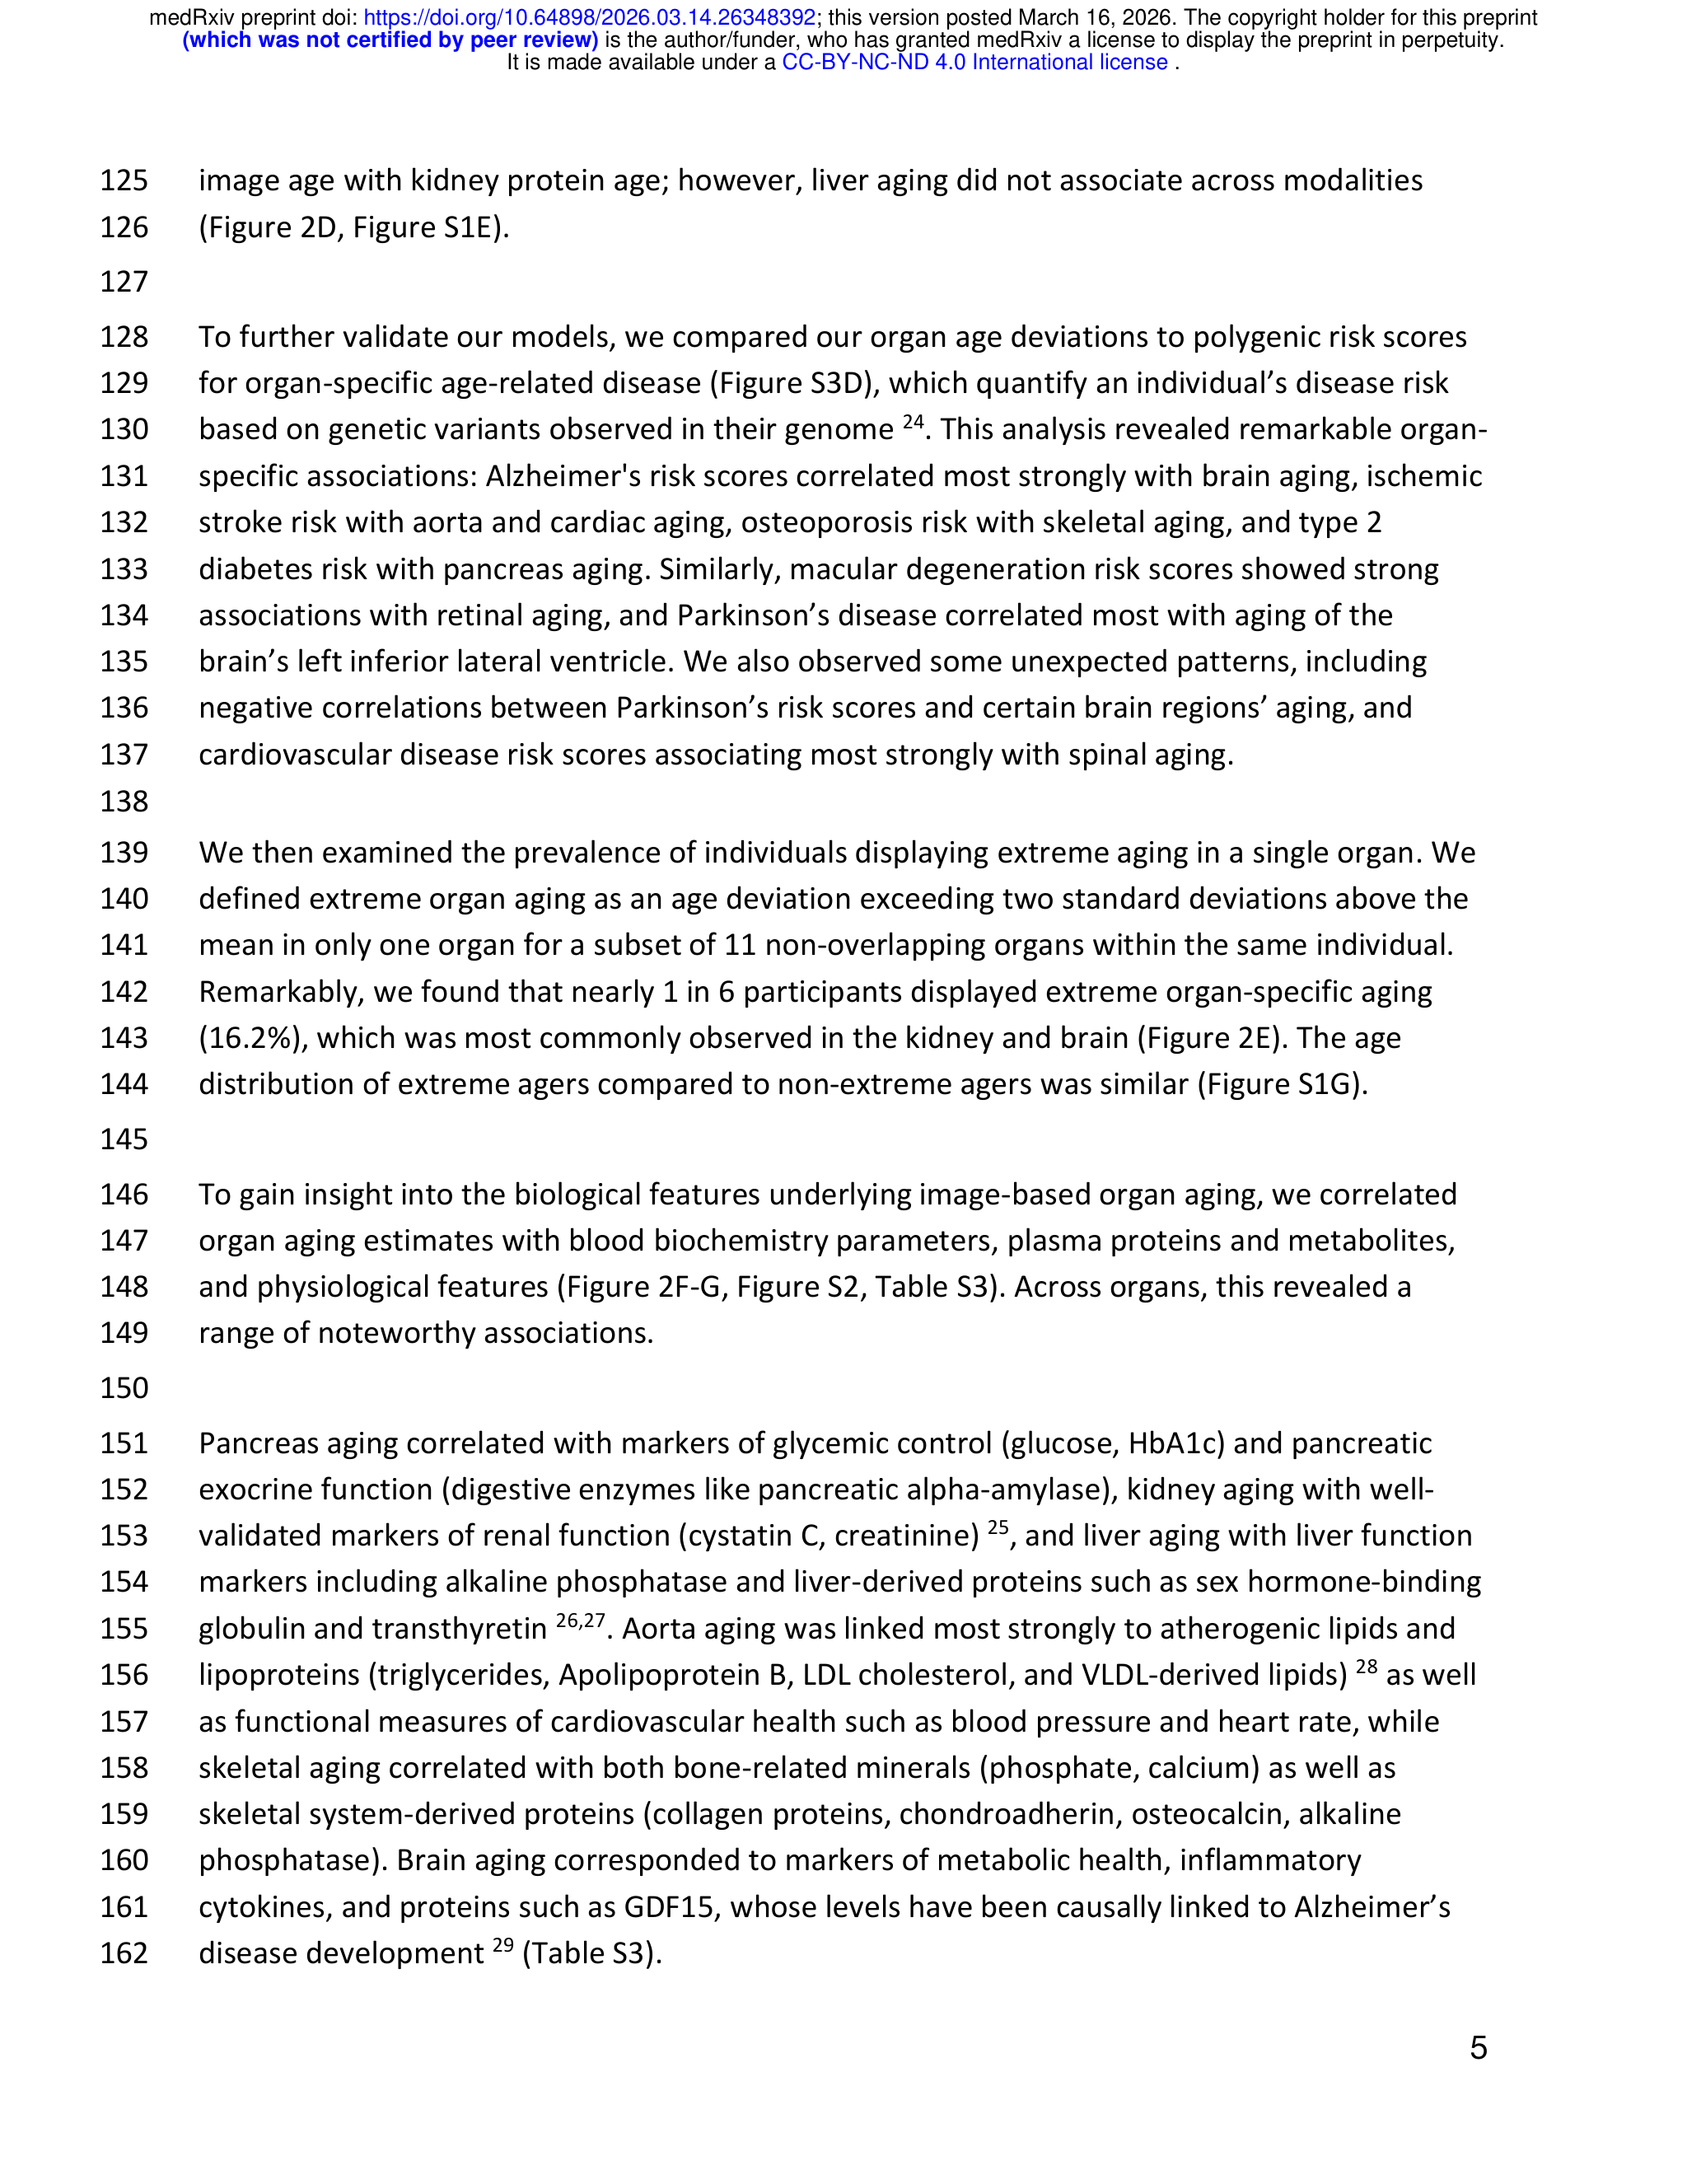 medRxiv preprint doi: https://doi.org/10.64898/2026.03.14.26348392; this version posted March 16, 2026. The copyright holder for this preprint
(which was not certified by peer review) is the author/funder, who has granted medRxiv a license to display the preprint in perpetuity.
It is made available under a CC-BY-NC-ND 4.0 International license .
125 image age with kidney protein age; however, liver aging did not associate across modalities
126 (Figure 2D, Figure S1E).
127
128 To further validate our models, we compared our organ age deviations to polygenic risk scores
129 for organ-specific age-related disease (Figure S3D), which quantify an individual’s disease risk
130 based on genetic variants observed in their genome 24. This analysis revealed remarkable organ-
131 specific associations: Alzheimer's risk scores correlated most strongly with brain aging, ischemic
132 stroke risk with aorta and cardiac aging, osteoporosis risk with skeletal aging, and type 2
133 diabetes risk with pancreas aging. Similarly, macular degeneration risk scores showed strong
134 associations with retinal aging, and Parkinson’s disease correlated most with aging of the
135 brain’s left inferior lateral ventricle. We also observed some unexpected patterns, including
136 negative correlations between Parkinson’s risk scores and certain brain regions’ aging, and
137 cardiovascular disease risk scores associating most strongly with spinal aging.
138
139 We then examined the prevalence of individuals displaying extreme aging in a single organ. We
140 defined extreme organ aging as an age deviation exceeding two standard deviations above the
141 mean in only one organ for a subset of 11 non-overlapping organs within the same individual.
142 Remarkably, we found that nearly 1 in 6 participants displayed extreme organ-specific aging
143 (16.2%), which was most commonly observed in the kidney and brain (Figure 2E). The age
144 distribution of extreme agers compared to non-extreme agers was similar (Figure S1G).
145
146 To gain insight into the biological features underlying image-based organ aging, we correlated
147 organ aging estimates with blood biochemistry parameters, plasma proteins and metabolites,
148 and physiological features (Figure 2F-G, Figure S2, Table S3). Across organs, this revealed a
149 range of noteworthy associations.
150
151 Pancreas aging correlated with markers of glycemic control (glucose, HbA1c) and pancreatic
152 exocrine function (digestive enzymes like pancreatic alpha-amylase), kidney aging with well-
153 validated markers of renal function (cystatin C, creatinine) 25, and liver aging with liver function
154 markers including alkaline phosphatase and liver-derived proteins such as sex hormone-binding
155 globulin and transthyretin 26,27. Aorta aging was linked most strongly to atherogenic lipids and
156 lipoproteins (triglycerides, Apolipoprotein B, LDL cholesterol, and VLDL-derived lipids) 28 as well
157 as functional measures of cardiovascular health such as blood pressure and heart rate, while
158 skeletal aging correlated with both bone-related minerals (phosphate, calcium) as well as
159 skeletal system-derived proteins (collagen proteins, chondroadherin, osteocalcin, alkaline
160 phosphatase). Brain aging corresponded to markers of metabolic health, inflammatory
161 cytokines, and proteins such as GDF15, whose levels have been causally linked to Alzheimer’s
162 disease development 29 (Table S3).
5